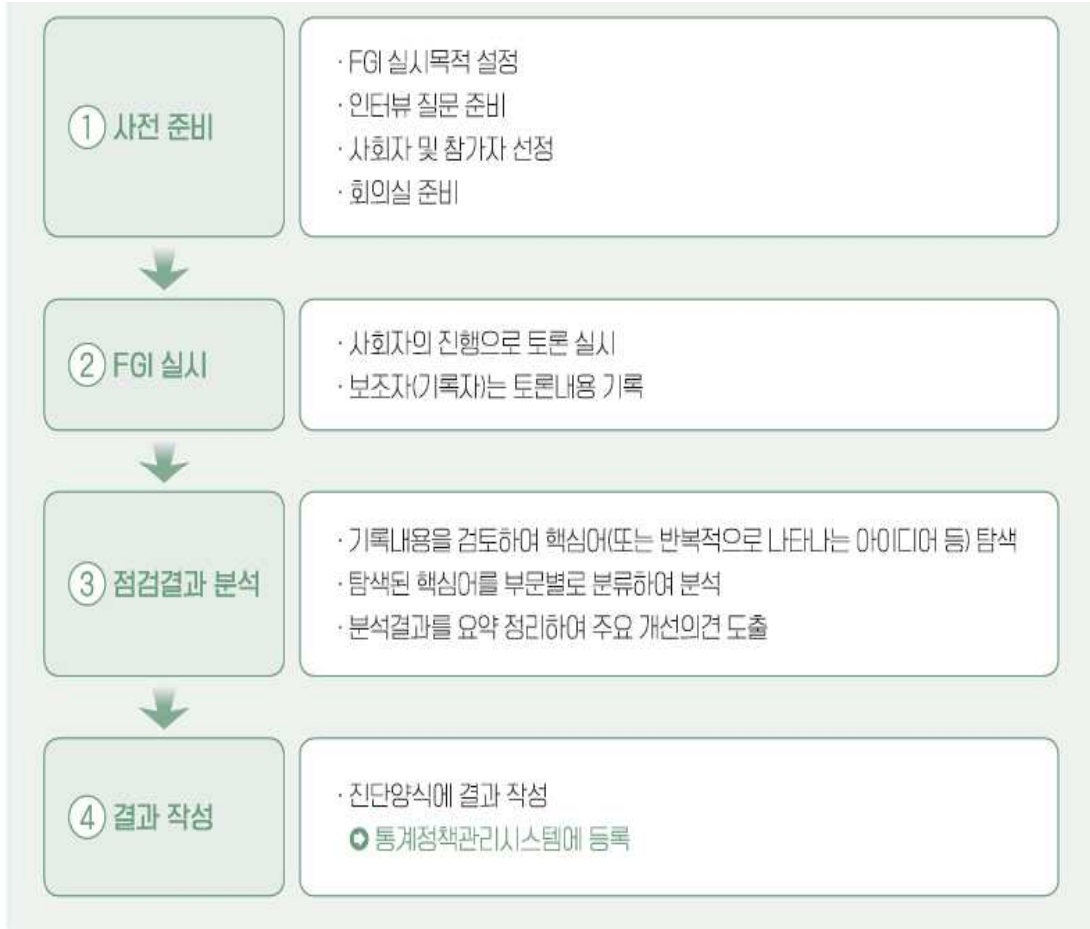 ① 사전 준비
· FGI 실시목적 설정
· 인터뷰 질문 준비
· 사회자 및 참가자 선정
· 회의실 준비
② FGI 실시
· 사회자의 진행으로 토론 실시
· 보조자(기록자)는 토론내용 기록
③ 점검결과 분석
· 기록내용을 검토하여 핵심어(또는 반복적으로 나타나는 아이디어 등) 탐색
· 탐색된 핵심어를 부문별로 분류하여 분석
· 분석결과를 요약 정리하여 주요 개선의견 도출
④ 결과 작성
· 진단양식에 결과 작성
통계정책관리시스템에 등록